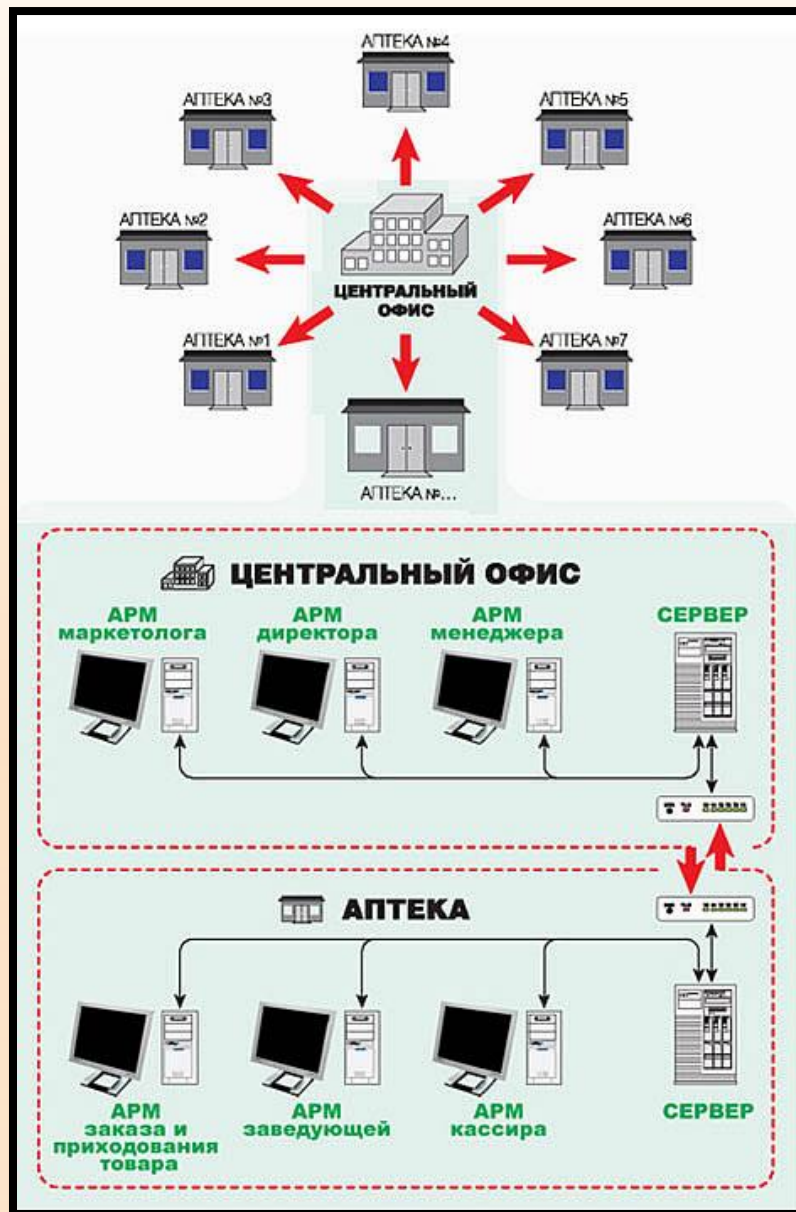 АПТЕКА №4
АПТЕКА №3
АПТЕКА №5
АПТЕКА №2
АПТЕКА №6
ЦЕНТРАЛЬНЫЙ
ОФИС
АПТЕКА №1
АПТЕКА №7
АПТЕКА №...
ЦЕНТРАЛЬНЫЙ ОФИС
АРМ
маркетолога
АРМ
директора
АРМ
менеджера
СЕРВЕР
АПТЕКА
АРМ
заказа и
приходования
товара
АРМ
заведующей
АРМ
кассира
СЕРВЕР